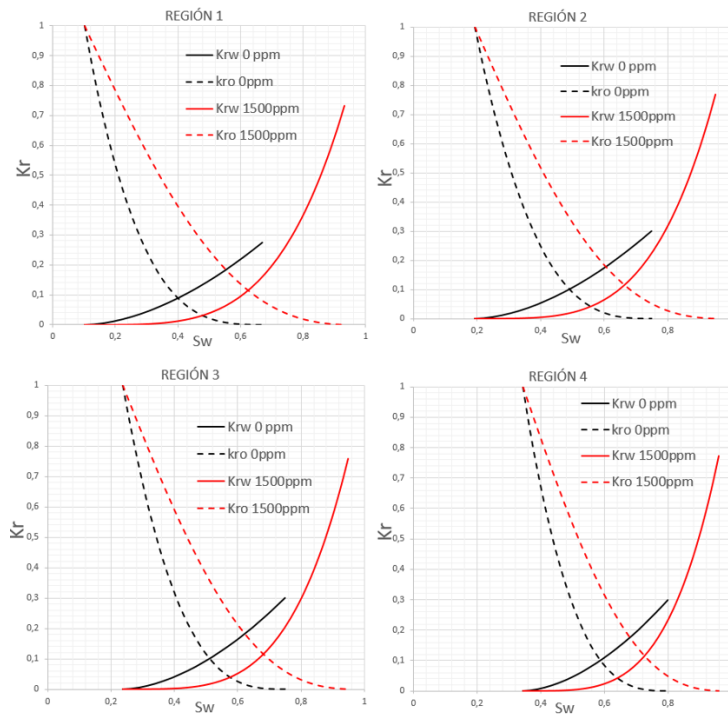 REGIÓN 1
Kr
1
0,9
0,8
0,7
0,6
0,5
0,4
0,3
0,2
0,1
0
Krw 0 ppm
kro 0ppm
Krw 1500ppm
Kro 1500ppm
0 0,2 0,4 0,6 0,8 1
Sw
REGIÓN 2
Kr
1
0,9
0,8
0,7
0,6
0,5
0,4
0,3
0,2
0,1
0
Krw 0 ppm
kro 0ppm
Krw 1500ppm
Kro 1500ppm
0 0,2 0,4 0,6 0,8
Sw
REGIÓN 3
Kr
1
0,9
0,8
0,7
0,6
0,5
0,4
0,3
0,2
0,1
0
Krw 0 ppm
kro 0ppm
Krw 1500ppm
Kro 1500ppm
0 0,2 0,4 0,6 0,8 1
Sw
REGIÓN 4
Kr
1
0,9
0,8
0,7
0,6
0,5
0,4
0,3
0,2
0,1
0
Krw 0 ppm
kro 0ppm
Krw 1500ppm
Kro 1500ppm
0 0,2 0,4 0,6 0,8
Sw